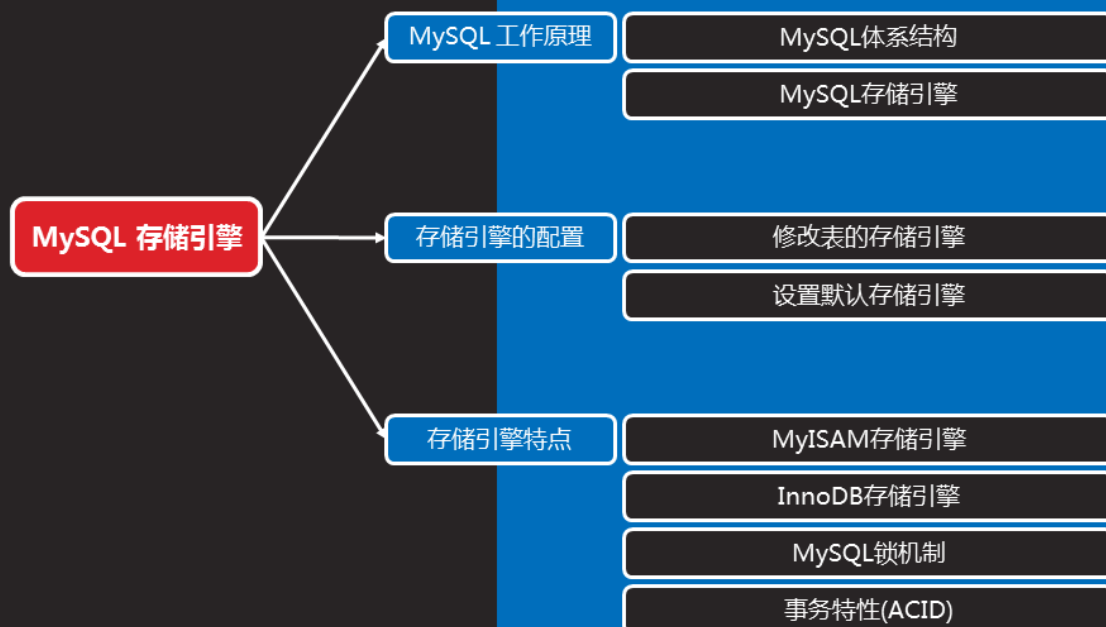 MySQL 存储引擎
MySQL 工作原理
MySQL体系结构
MySQL存储引擎
存储引擎的配置
修改表的存储引擎
设置默认存储引擎
存储引擎特点
MyISAM存储引擎
InnoDB存储引擎
MySQL锁机制
事务特性(ACID)